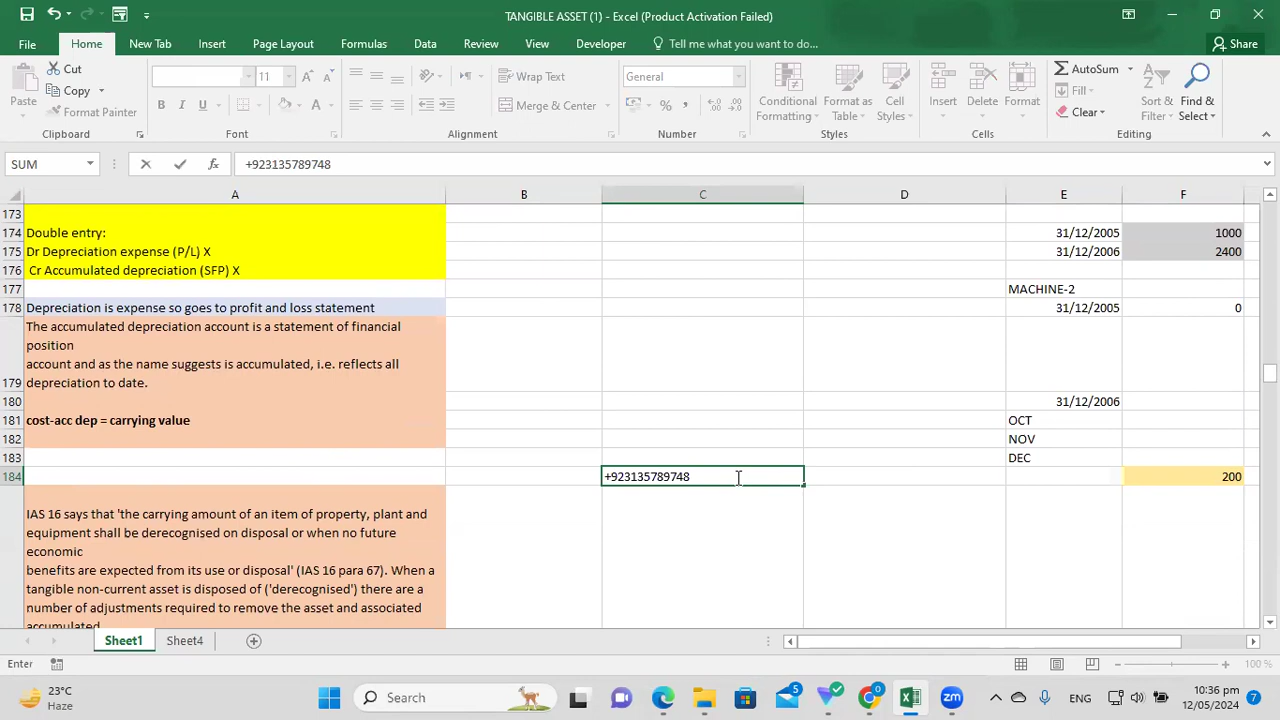 TANGIBLE ASSET (1) - Excel (Product Activation Failed)
File Home New Tab Insert Page Layout Formulas Data Review View Developer Tell me what you want to do... Share
Cut
Copy
Format Painter
Paste
Clipboard
11
Font
Wrap Text
Merge & Center
Alignment
General
Number
Conditional Formatting
Format as Table
Cell Styles
Styles
Insert Delete Format
Cells
AutoSum
Fill
Clear
Sort & Filter
Find & Select
Editing
SUM +923135789748
A B C D E F
173
174 Double entry: 31/12/2005 1000
175 Dr Depreciation expense (P/L) X 31/12/2006 2400
176 Cr Accumulated depreciation (SFP) X
177 MACHINE-2
178 Depreciation is expense so goes to profit and loss statement 31/12/2005 0
The accumulated depreciation account is a statement of financial
position
account and as the name suggests is accumulated, i.e. reflects all
179 depreciation to date.
180 31/12/2006
181 cost-acc dep = carrying value OCT
182 NOV
183 DEC
184 +923135789748 200
IAS 16 says that 'the carrying amount of an item of property, plant and
equipment shall be derecognised on disposal or when no future
economic
benefits are expected from its use or disposal' (IAS 16 para 67). When a
tangible non-current asset is disposed of ('derecognised') there are a
number of adjustments required to remove the asset and associated
accumulated
Sheet1 Sheet4
Enter 100 %
23°C
Haze
Search
5
0
ENG
10:36 pm
12/05/2024
7